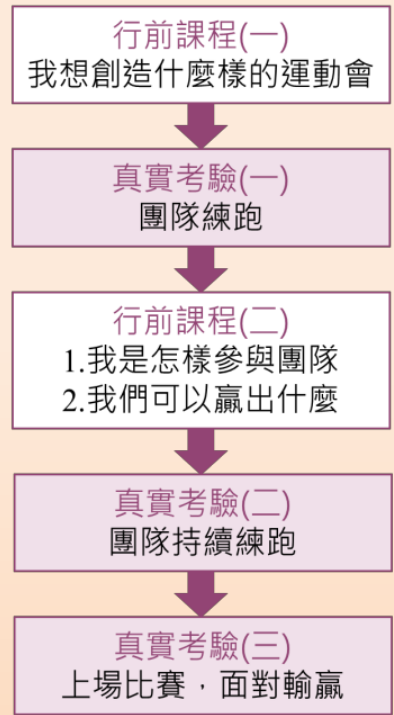 行前課程(一)
我想創造什麼樣的運動會
真實考驗(一)
團隊練跑
行前課程(二)
1.我是怎樣參與團隊
2.我們可以贏出什麼
真實考驗(二)
團隊持續練跑
真實考驗(三)
上場比賽，面對輸贏